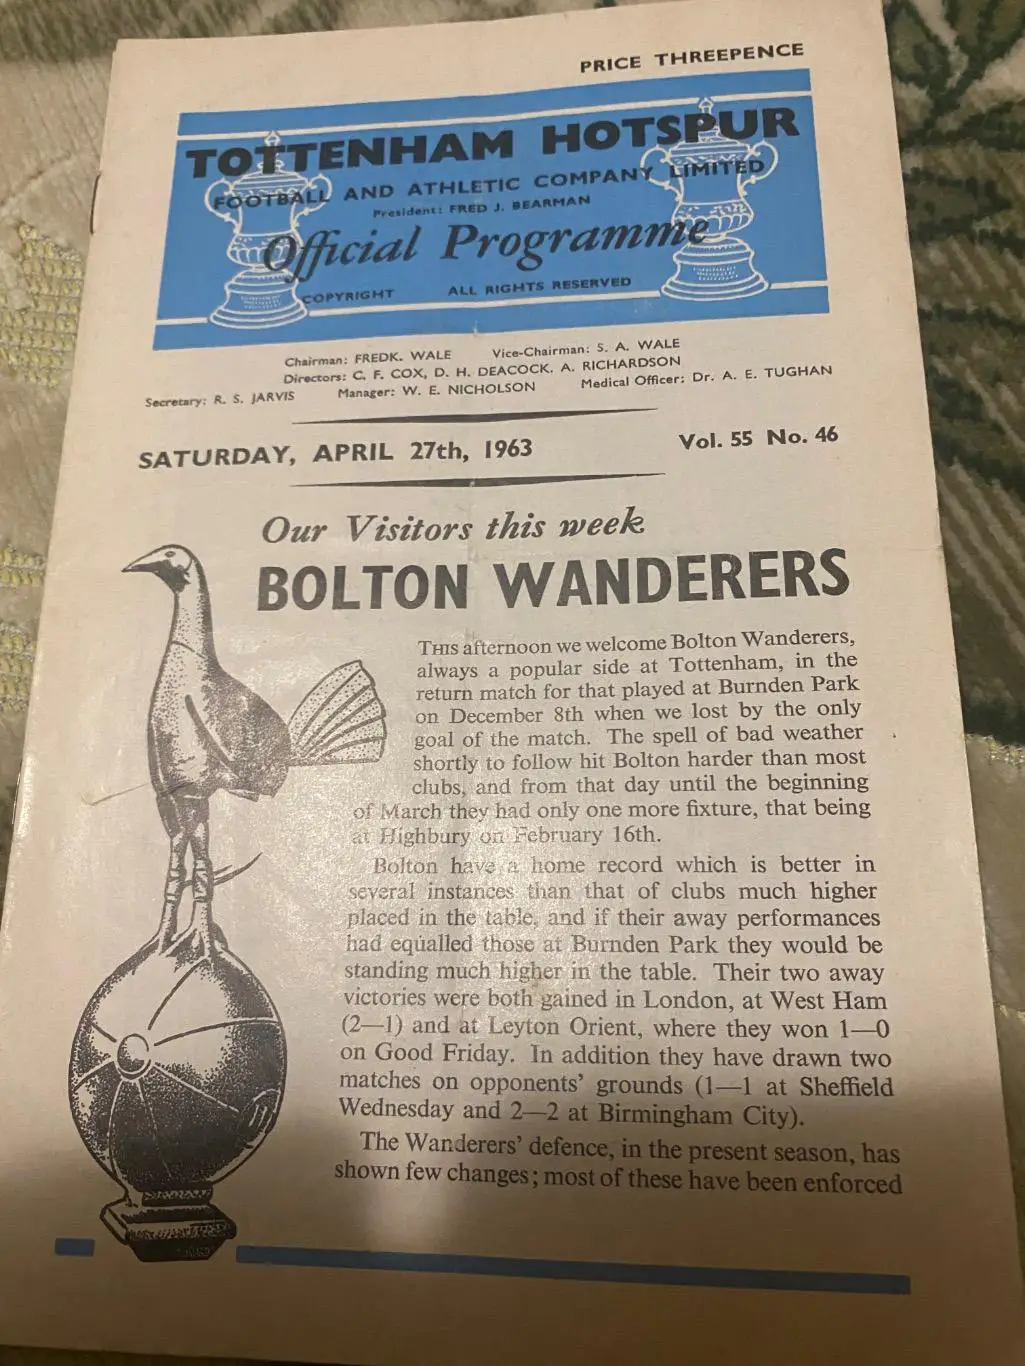 PRICE THREEPENCE
TOTTENHAM HOTSPUR
FOOTBALL AND ATHLETIC COMPANY LIMITED
President: FRED J. BEARMAN
Official Programme
COPYRIGHT ALL RIGHTS RESERVED
Chairman: FREDK. WALE Vice-Chairman: S. A. WALE
Directors: C. F. COX, D. H. DEACOCK, A. RICHARDSON
Secretary: R. S. JARVIS Manager: W. E. NICHOLSON Medical Officer: Dr. A. E. TUGHAN
SATURDAY, APRIL 27th, 1963 Vol. 55 No. 46
Our Visitors this week
BOLTON WANDERERS
THIS afternoon we welcome Bolton Wanderers,
always a popular side at Tottenham, in the
return match for that played at Burnden Park
on December 8th when we lost by the only
goal of the match. The spell of bad weather
shortly to follow hit Bolton harder than most
clubs, and from that day until the beginning
of March they had only one more fixture, that being
at Highbury on February 16th.
Bolton have a home record which is better in
several instances than that of clubs much higher
placed in the table, and if their away performances
had equalled those at Burnden Park they would be
standing much higher in the table. Their two away
victories were both gained in London, at West Ham
(2—1) and at Leyton Orient, where they won 1—0
on Good Friday. In addition they have drawn two
matches on opponents' grounds (1—1 at Sheffield
Wednesday and 2—2 at Birmingham City).
The Wanderers' defence, in the present season, has
shown few changes; most of these have been enforced